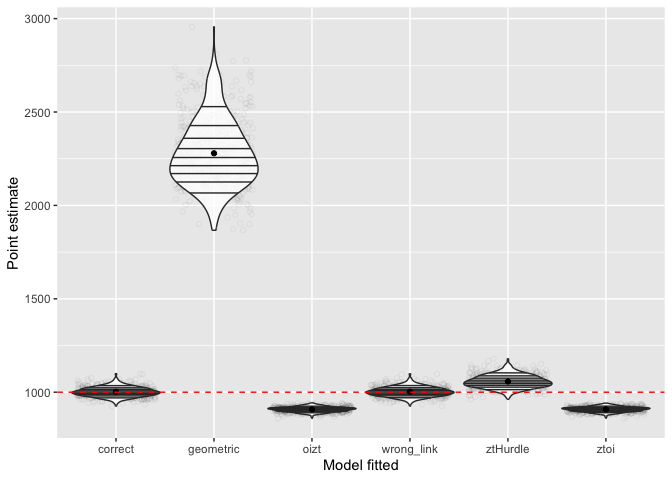 3000
2500
2000
1500
1000
Point estimate
correct
geometric
oizt
wrong_link
ztHurdle
ztoi
Model fitted